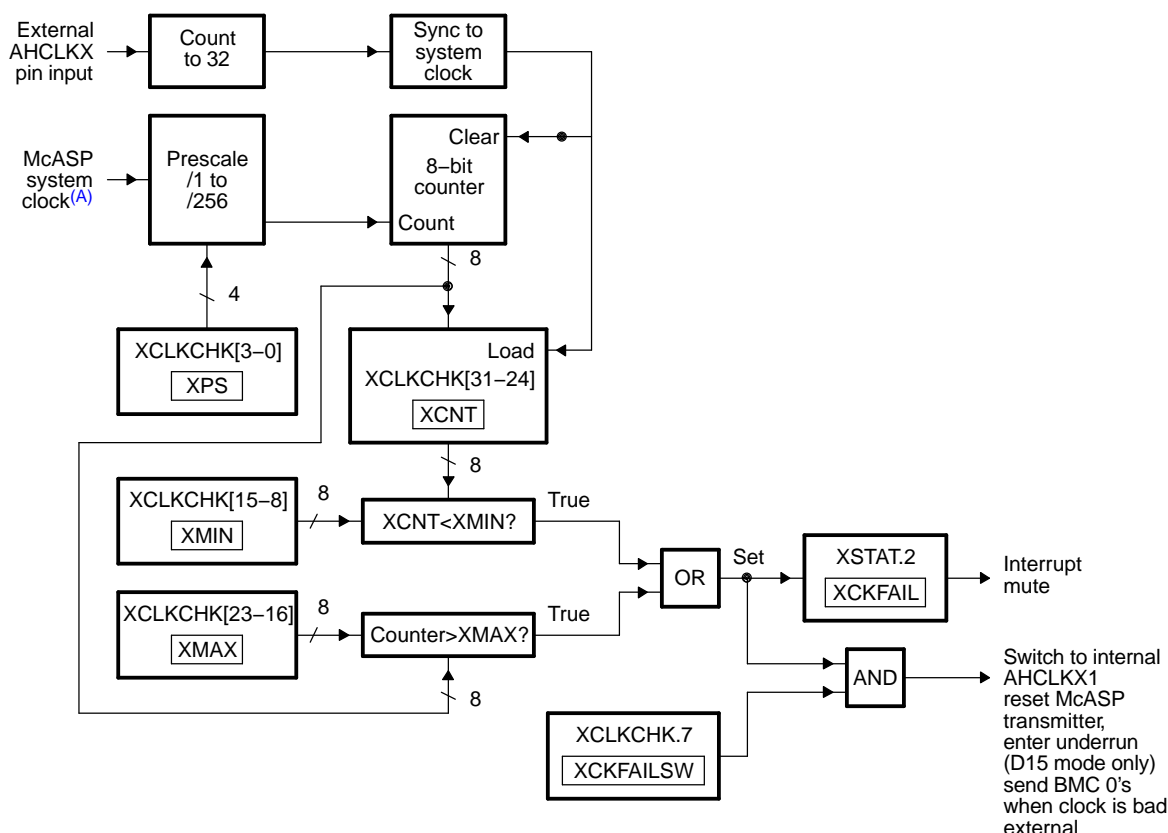 External
AHCLKX
pin input
Count
to 32
Sync to
system
clock
McASP
system
clock(A)
Prescale
/1 to
/256
Clear
8–bit
counter
Count
8
4
XCLKCHK[3–0]
XPS
Load
XCLKCHK[31–24]
XCNT
8
XCLKCHK[15–8]
XMIN
8
XCNT<XMIN?
True
XCLKCHK[23–16]
XMAX
8
Counter>XMAX?
True
8
OR
Set
XSTAT.2
XCKFAIL
Interrupt
mute
AND
XCLKCHK.7
XCKFAILSW
Switch to internal
AHCLKX1
reset McASP
transmitter,
enter underrun
(D15 mode only)
send BMC 0's
when clock is bad
external